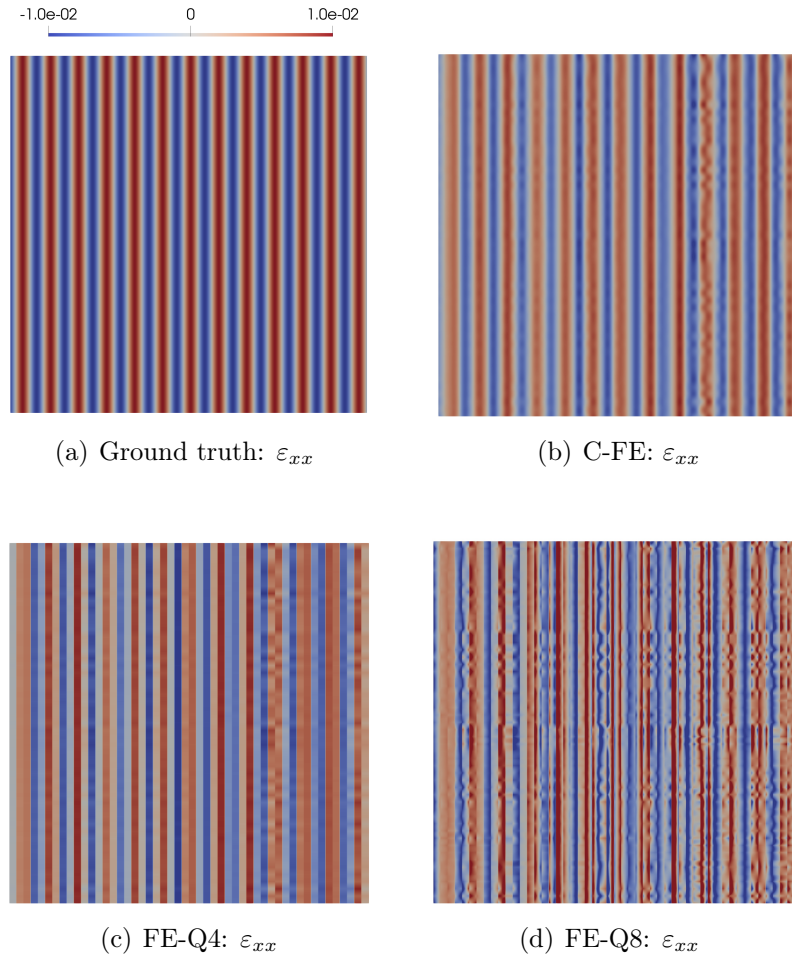 -1.0e-02 0 1.0e-02
(a) Ground truth: εxx
(b) C-FE: εxx
(c) FE-Q4: εxx
(d) FE-Q8: εxx